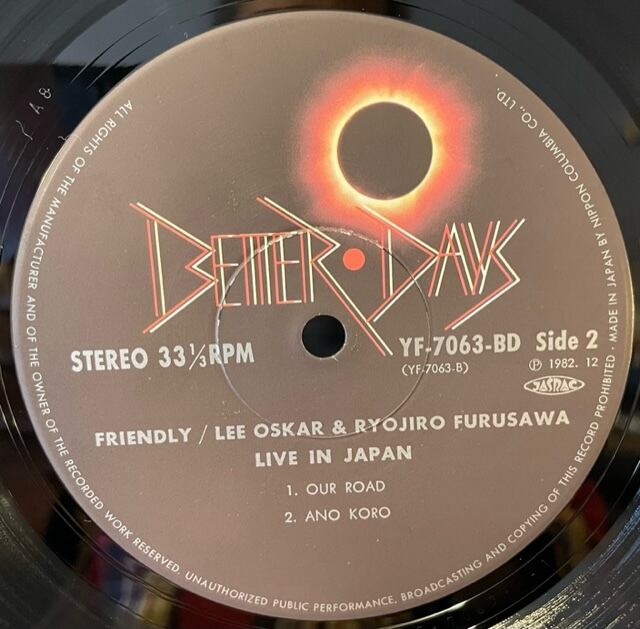 BETTER·DAYS
STEREO 33⅓RPM
YF-7063-BD Side 2
(YF-7063-B) ℗ 1982. 12
JASRAC
FRIENDLY / LEE OSKAR & RYOJIRO FURUSAWA
LIVE IN JAPAN
1. OUR ROAD
2. ANO KORO
ALL RIGHTS OF THE MANUFACTURER AND OF THE OWNER OF THE RECORDED WORK RESERVED. UNAUTHORIZED PUBLIC PERFORMANCE, BROADCASTING AND COPYING OF THIS RECORD PROHIBITED · MADE IN JAPAN BY NIPPON COLUMBIA CO., LTD.